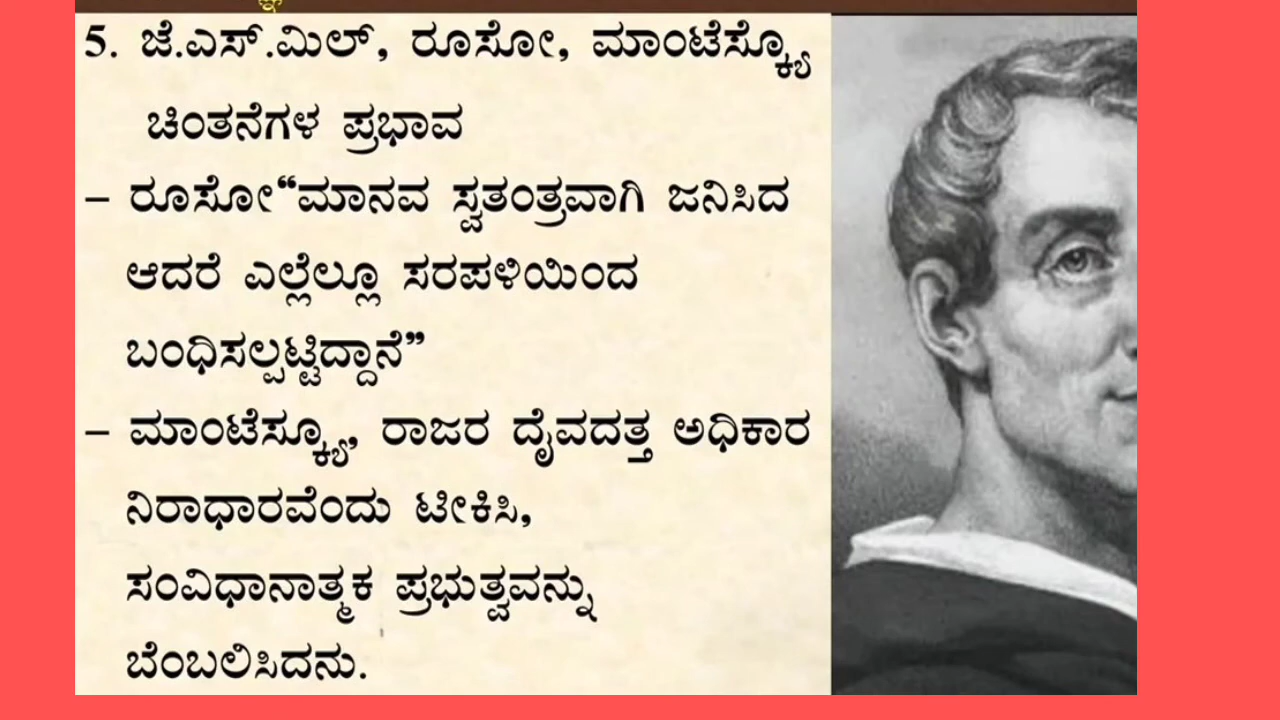 5. ಜೆ.ಎಸ್.ಮಿಲ್, ರೂಸೋ, ಮಾಂಟೆಸ್ಕ್ಯೊ
ಚಿಂತನೆಗಳ ಪ್ರಭಾವ
– ರೂಸೋ“ಮಾನವ ಸ್ವತಂತ್ರವಾಗಿ ಜನಿಸಿದ
ಆದರೆ ಎಲ್ಲೆಲ್ಲೂ ಸರಪಳಿಯಿಂದ
ಬಂಧಿಸಲ್ಪಟ್ಟಿದ್ದಾನೆ”
– ಮಾಂಟೆಸ್ಕ್ಯೊ, ರಾಜರ ದೈವದತ್ತ ಅಧಿಕಾರ
ನಿರಾಧಾರವೆಂದು ಟೀಕಿಸಿ,
ಸಂವಿಧಾನಾತ್ಮಕ ಪ್ರಭುತ್ವವನ್ನು
ಬೆಂಬಲಿಸಿದನು.